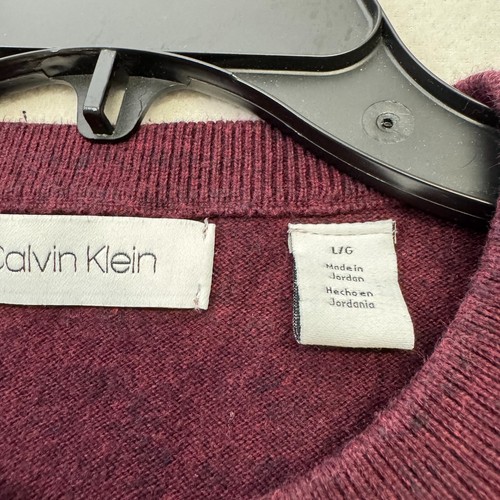 Calvin Klein
L/G
Made in
Jordan
Hecho en
Jordania